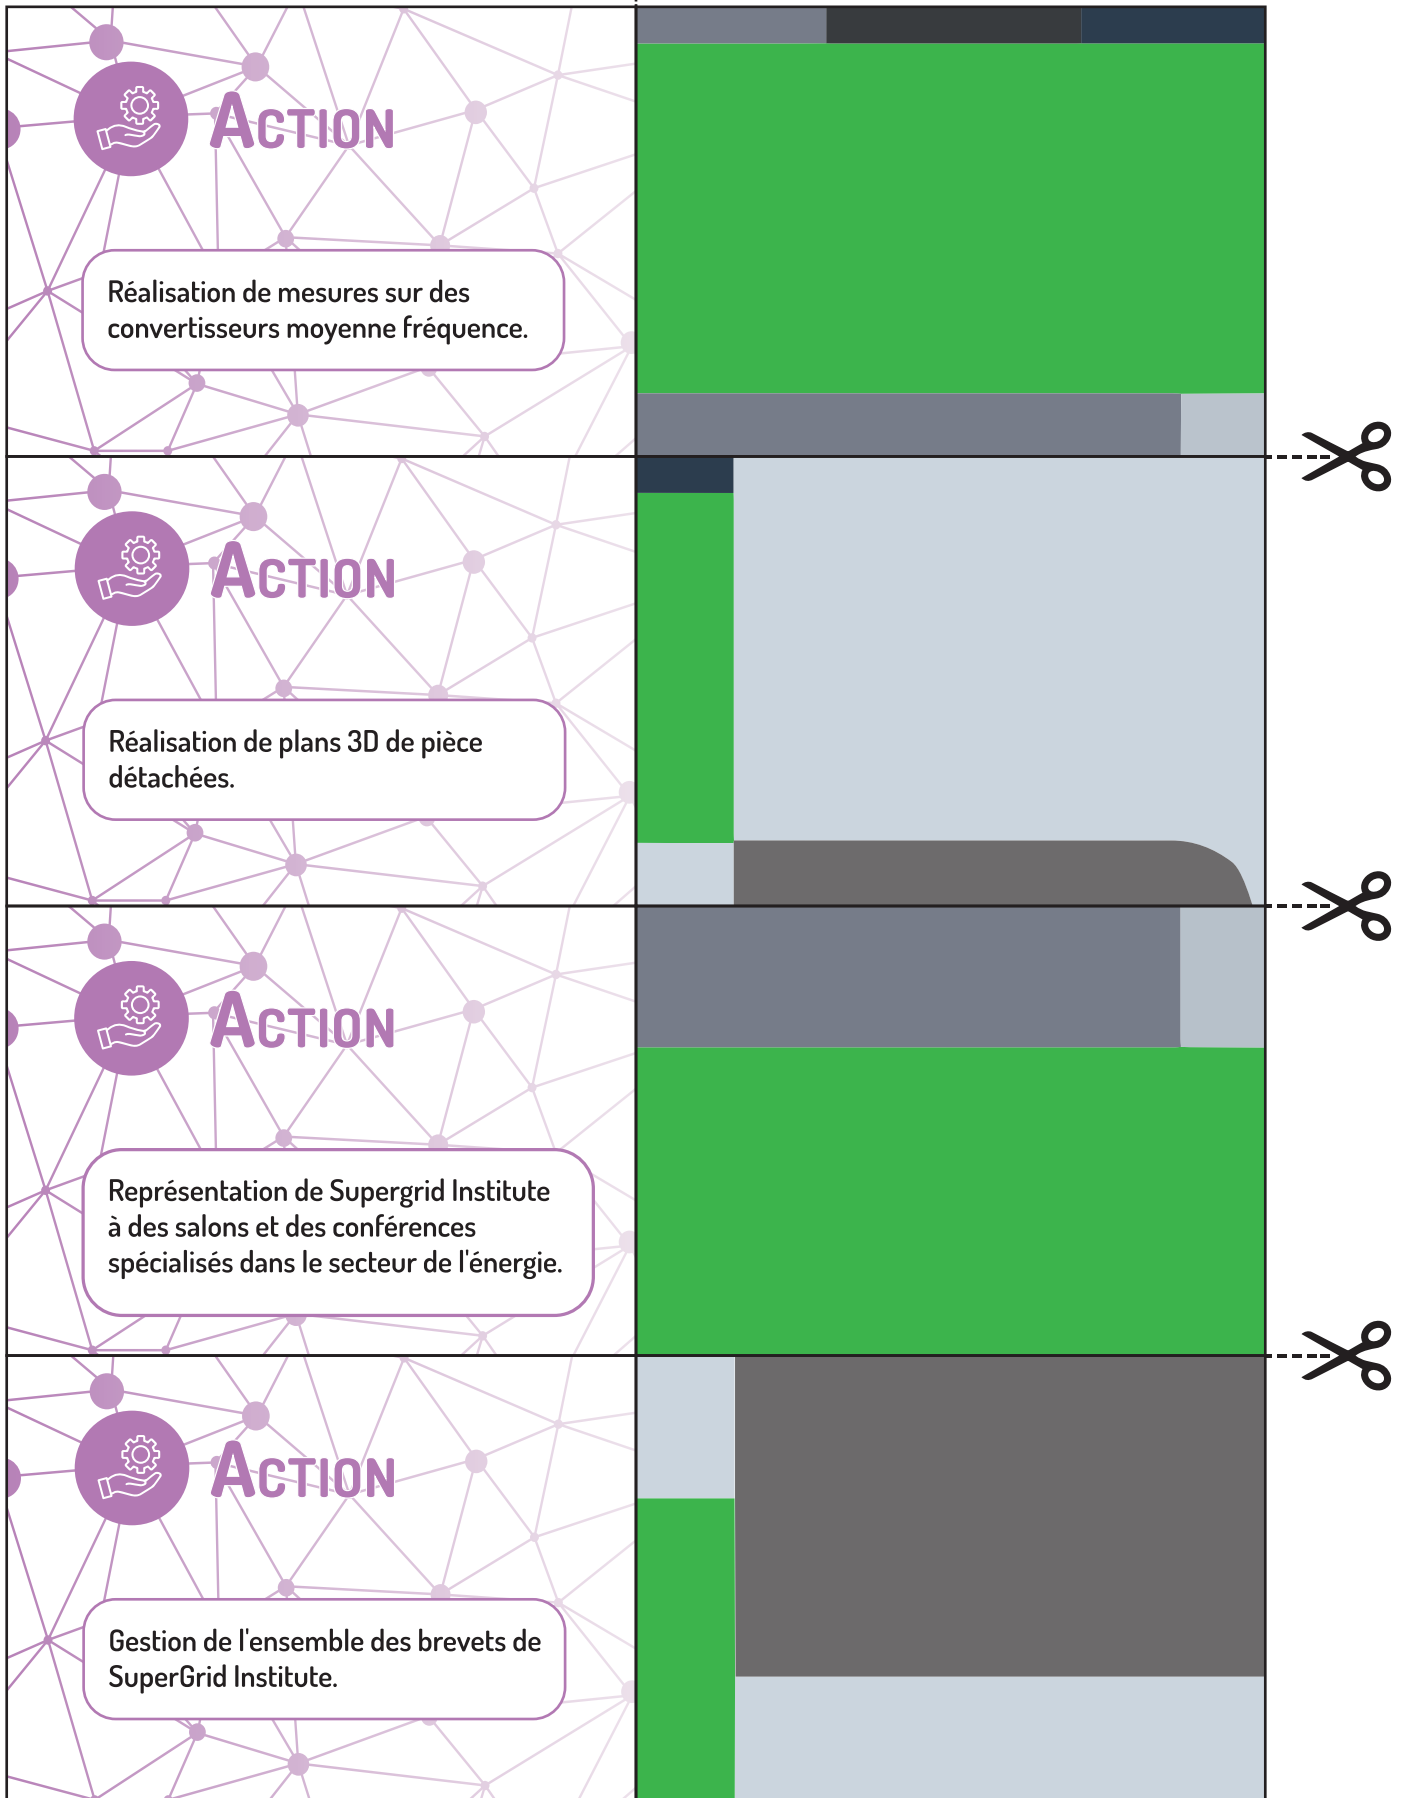 ACTION
Réalisation de mesures sur des
convertisseurs moyenne fréquence.
ACTION
Réalisation de plans 3D de pièce
détachées.
ACTION
Représentation de Supergrid Institute
à des salons et des conférences
spécialisés dans le secteur de l'énergie.
ACTION
Gestion de l'ensemble des brevets de
SuperGrid Institute.